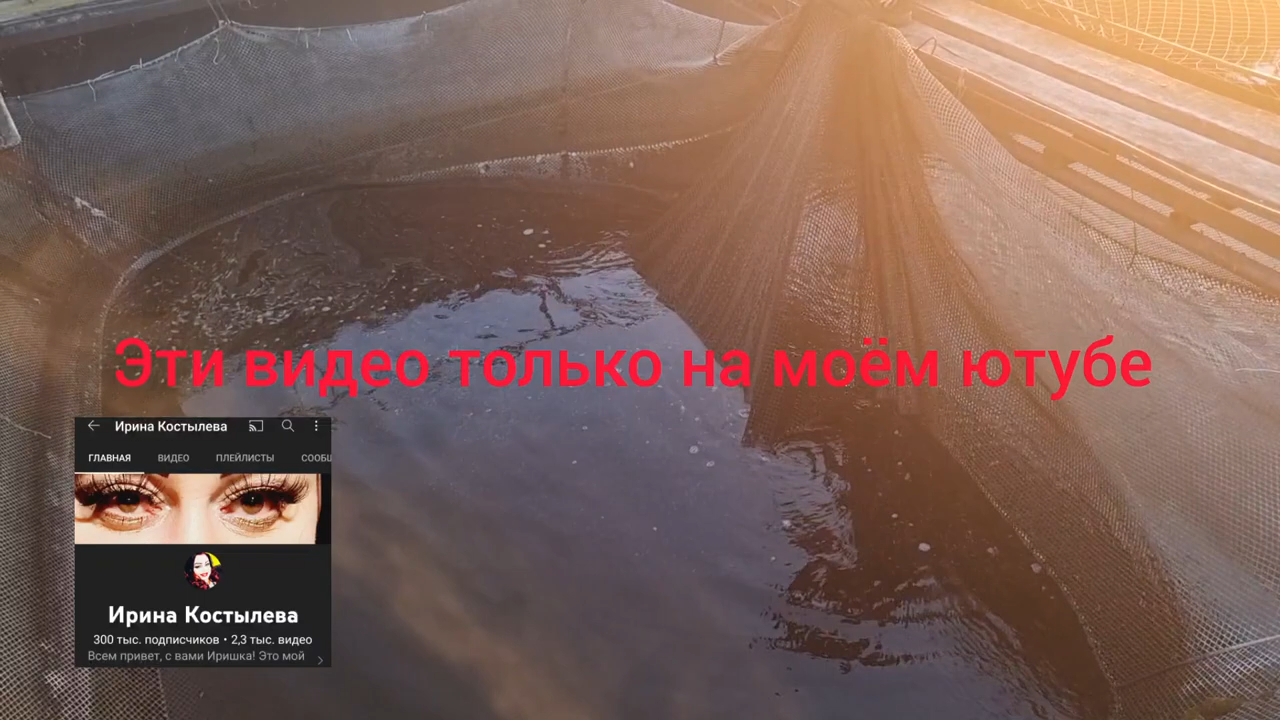 Эти видео только на моём ютубе
Ирина Костылева
ГЛАВНАЯ ВИДЕО ПЛЕЙЛИСТЫ СООБЩ
Ирина Костылева
300 тыс. подписчиков • 2,3 тыс. видео
Всем привет, с вами Иришка! Это мой